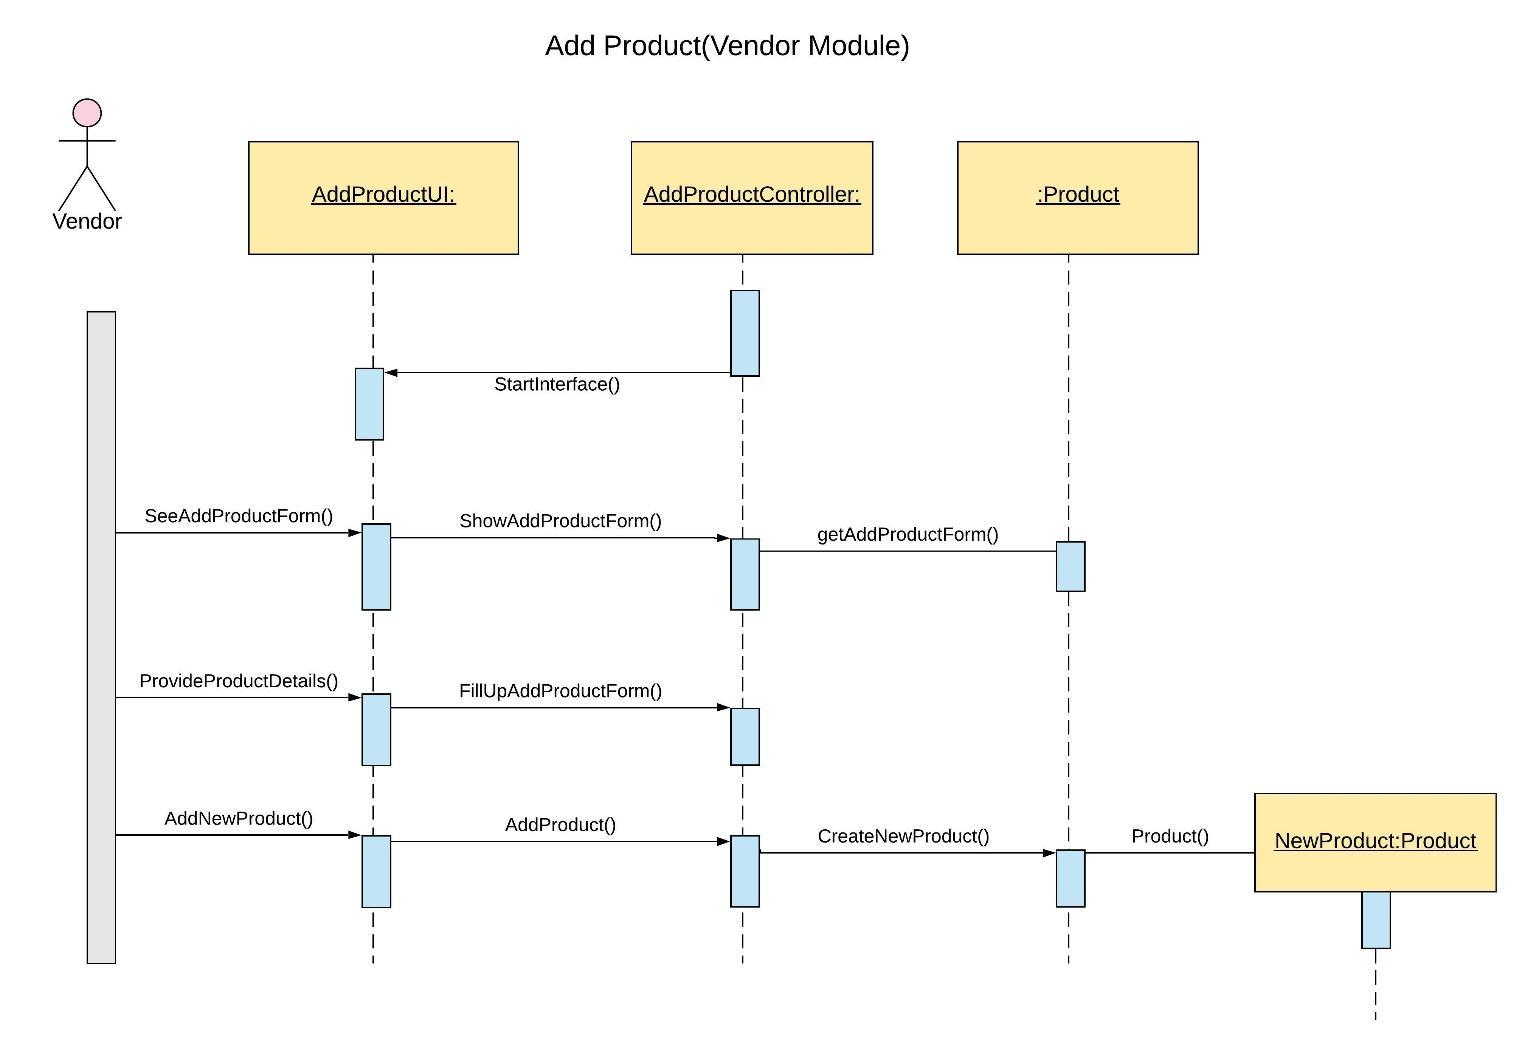 Add Product(Vendor Module)
Vendor
AddProductUI:
AddProductController:
:Product
StartInterface()
SeeAddProductForm()
ShowAddProductForm()
getAddProductForm()
ProvideProductDetails()
FillUpAddProductForm()
AddNewProduct()
AddProduct()
CreateNewProduct()
Product()
NewProduct:Product